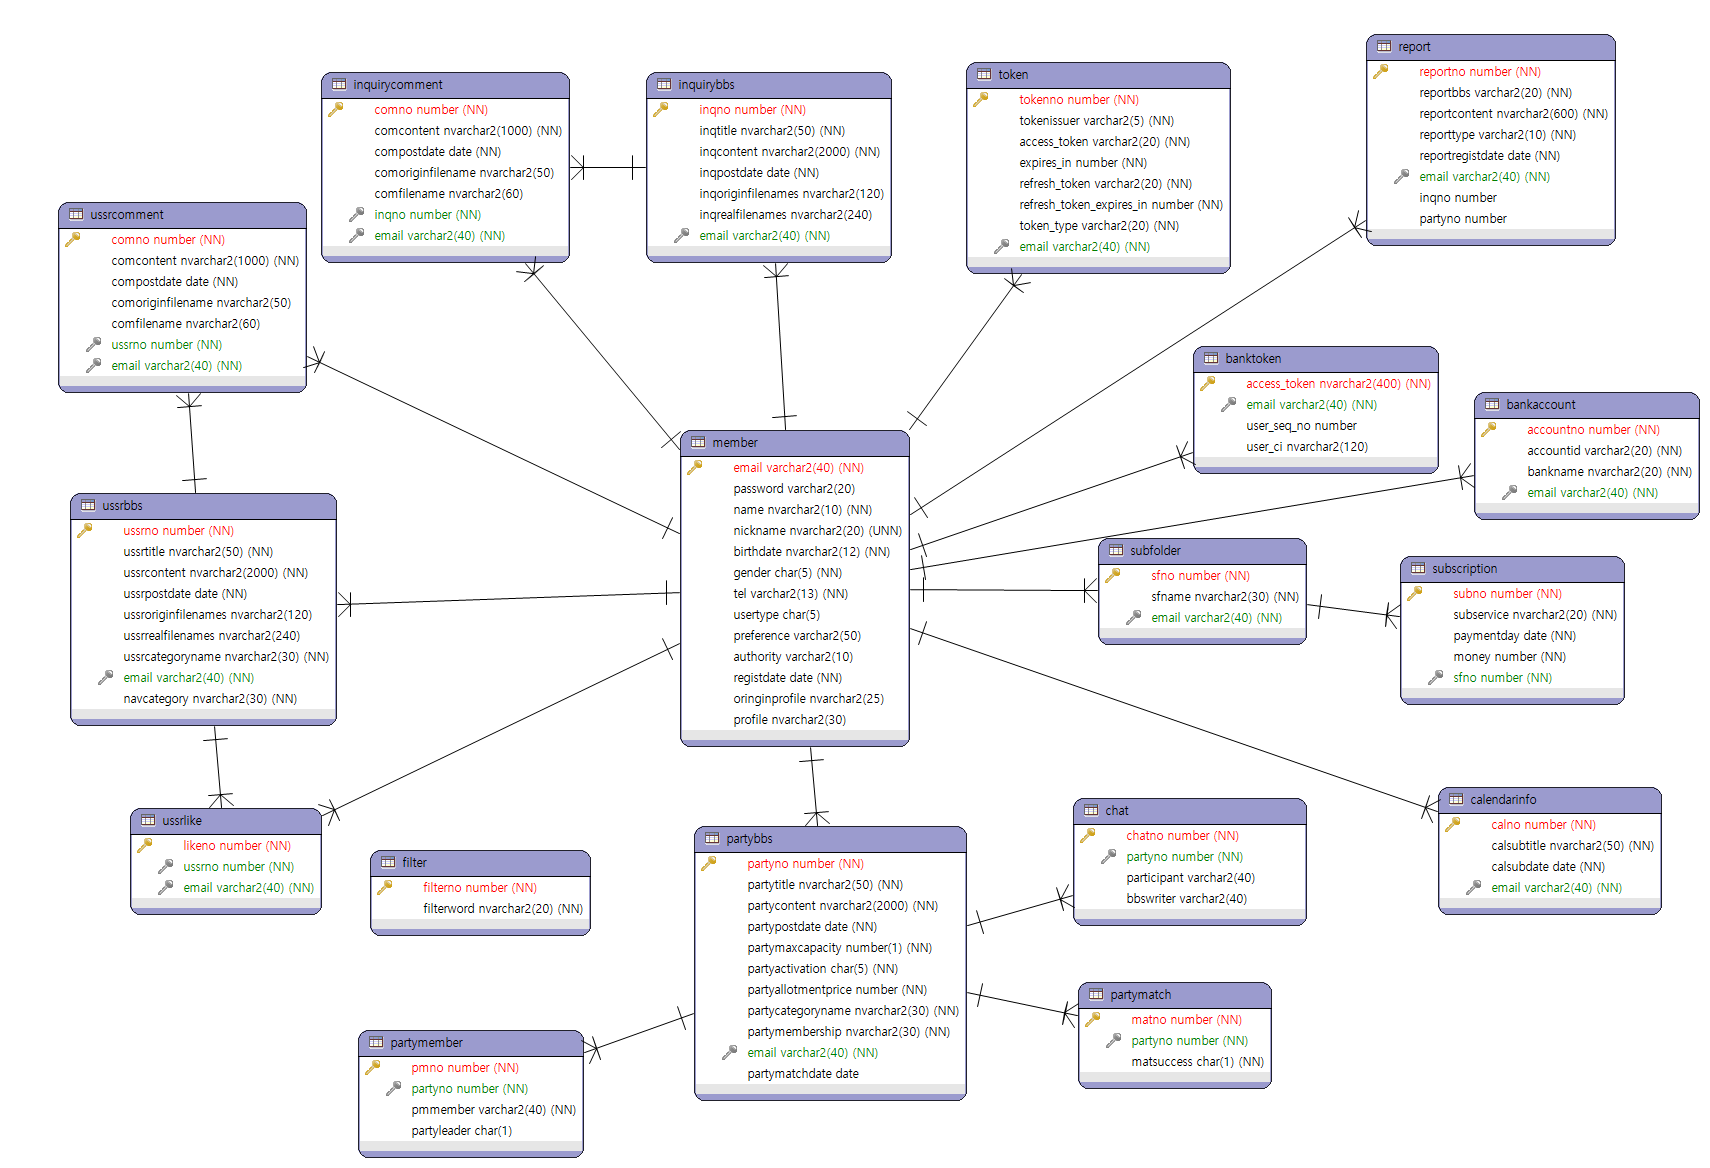 report
reportno number (NN)
reportbbs varchar2(20) (NN)
reportcontent nvarchar2(600) (NN)
reporttype varchar2(10) (NN)
reportregistdate date (NN)
email varchar2(40) (NN)
inqno number
partyno number
token
tokenno number (NN)
tokenissuer varchar2(5) (NN)
access_token varchar2(20) (NN)
expires_in number (NN)
refresh_token varchar2(20) (NN)
refresh_token_expires_in number (NN)
token_type varchar2(20) (NN)
email varchar2(40) (NN)
inquirycomment
comno number (NN)
comcontent nvarchar2(1000) (NN)
compostdate date (NN)
comoriginfilename nvarchar2(50)
comfilename nvarchar2(60)
inqno number (NN)
email varchar2(40) (NN)
inquirybbs
inqno number (NN)
inqtitle nvarchar2(50) (NN)
inqcontent nvarchar2(2000) (NN)
inqpostdate date (NN)
inqoriginfilenames nvarchar2(120)
inqrealfilenames nvarchar2(240)
email varchar2(40) (NN)
ussrcomment
comno number (NN)
comcontent nvarchar2(1000) (NN)
compostdate date (NN)
comoriginfilename nvarchar2(50)
comfilename nvarchar2(60)
ussrno number (NN)
email varchar2(40) (NN)
banktoken
access_token nvarchar2(400) (NN)
email varchar2(40) (NN)
user_seq_no number
user_ci nvarchar2(120)
bankaccount
accountno number (NN)
accountid varchar2(20) (NN)
bankname nvarchar2(20) (NN)
email varchar2(40) (NN)
member
email varchar2(40) (NN)
password varchar2(20)
name nvarchar2(10) (NN)
nickname nvarchar2(20) (UNN)
birthdate nvarchar2(12) (NN)
gender char(5) (NN)
tel varchar2(13) (NN)
usertype char(5)
preference varchar2(50)
authority varchar2(10)
registdate date (NN)
oringinprofile nvarchar2(25)
profile nvarchar2(30)
ussrbbs
ussrno number (NN)
ussrtitle nvarchar2(50) (NN)
ussrcontent nvarchar2(2000) (NN)
ussrpostdate date (NN)
ussroriginfilenames nvarchar2(120)
ussrrealfilenames nvarchar2(240)
ussrcategoryname nvarchar2(30) (NN)
email varchar2(40) (NN)
navcategory nvarchar2(30) (NN)
subfolder
sfno number (NN)
sfname nvarchar2(30) (NN)
email varchar2(40) (NN)
subscription
subno number (NN)
subservice nvarchar2(20) (NN)
paymentday date (NN)
money number (NN)
sfno number (NN)
calendarinfo
calno number (NN)
calsubtitle nvarchar2(50) (NN)
calsubdate date (NN)
email varchar2(40) (NN)
chat
chatno number (NN)
partyno number (NN)
participant varchar2(40)
bbswriter varchar2(40)
ussrlike
likeno number (NN)
ussrno number (NN)
email varchar2(40) (NN)
filter
filterno number (NN)
filterword nvarchar2(20) (NN)
partybbs
partyno number (NN)
partytitle nvarchar2(50) (NN)
partycontent nvarchar2(2000) (NN)
partypostdate date (NN)
partymaxcapacity number(1) (NN)
partyactivation char(5) (NN)
partyallotmentprice number (NN)
partycategoryname nvarchar2(30) (NN)
partymembership nvarchar2(30) (NN)
email varchar2(40) (NN)
partymatchdate date
partymatch
matno number (NN)
partyno number (NN)
matsuccess char(1) (NN)
partymember
pmno number (NN)
partyno number (NN)
pmmember varchar2(40) (NN)
partyleader char(1)